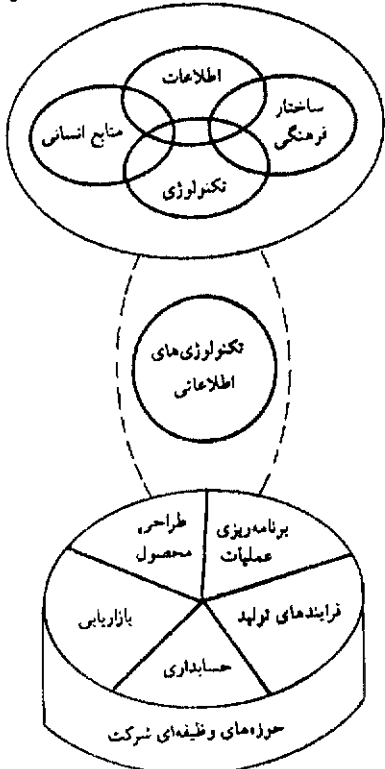 اطلاعات
ساختار
فرهنگی
منابع انسانی
تکنولوژی
تکنولوژی‌های
اطلاعاتی
برنامه‌ریزی
عملیات
طراحی
محصول
فرایندهای تولید
بازاریابی
حسابداری
حوزه‌های وظیفه‌ای شرکت